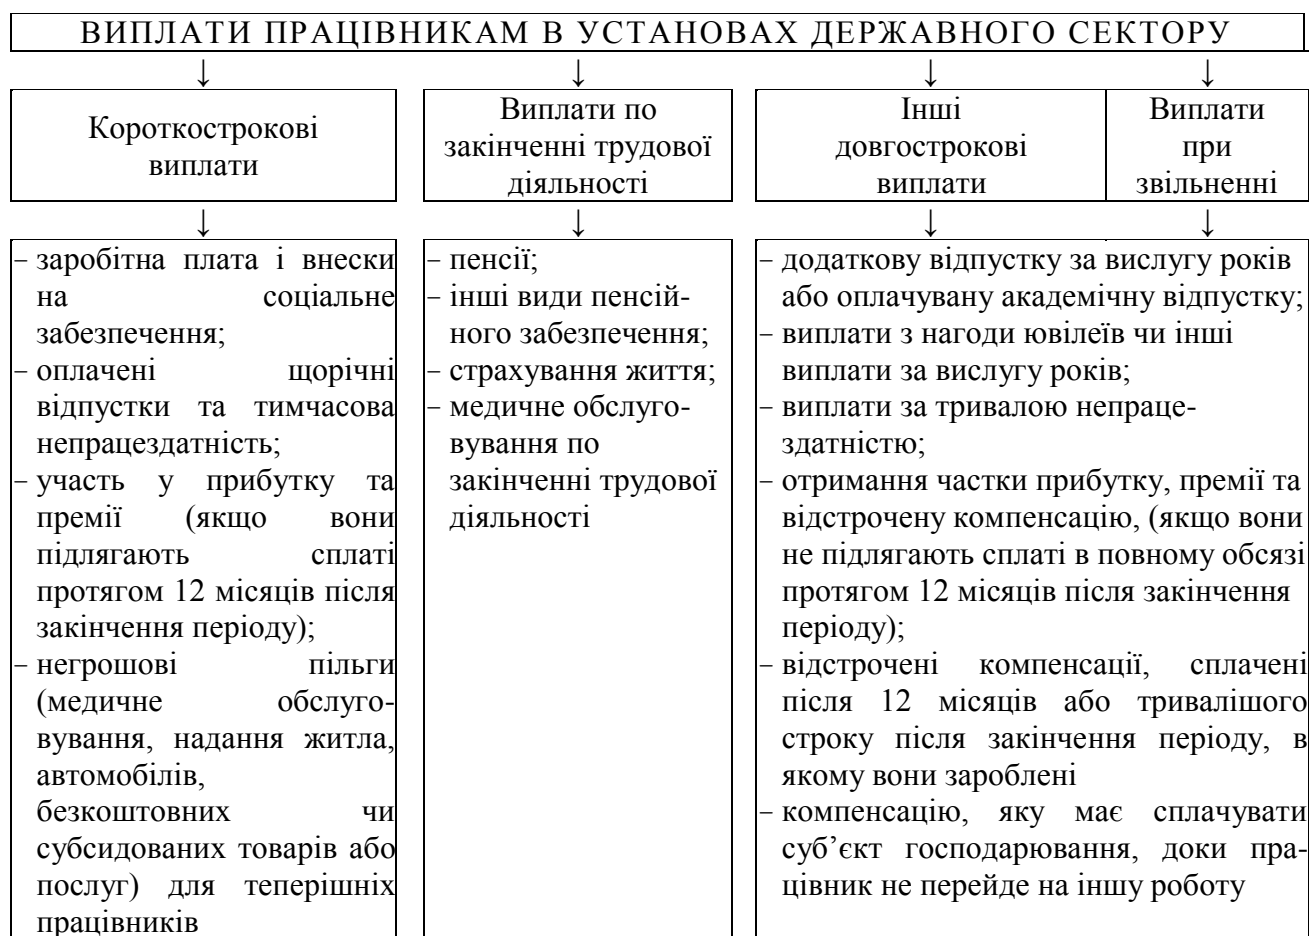 ВИПЛАТИ ПРАЦІВНИКАМ В УСТАНОВАХ ДЕРЖАВНОГО СЕКТОРУ
↓ ↓ ↓ ↓
Короткострокові
виплати
Виплати по
закінченні трудової
діяльності
Інші
довгострокові
виплати
Виплати
при
звільненні
↓ ↓ ↓ ↓
– заробітна плата і внески
на соціальне
забезпечення;
– оплачені щорічні
відпустки та тимчасова
непрацездатність;
– участь у прибутку та
премії (якщо вони
підлягають сплаті
протягом 12 місяців після
закінчення періоду);
– негрошові пільги
(медичне обслуго-
вування, надання житла,
автомобілів,
безкоштовних чи
субсидованих товарів або
послуг) для теперішніх
працівників
– пенсії;
– інші види пенсій-
ного забезпечення;
– страхування життя;
– медичне обслуго-
вування по
закінченні трудової
діяльності
– додаткову відпустку за вислугу років
або оплачувану академічну відпустку;
– виплати з нагоди ювілеїв чи інші
виплати за вислугу років;
– виплати за тривалою непраце-
здатністю;
– отримання частки прибутку, премії та
відстрочену компенсацію, (якщо вони
не підлягають сплаті в повному обсязі
протягом 12 місяців після закінчення
періоду);
– відстрочені компенсації, сплачені
після 12 місяців або тривалішого
строку після закінчення періоду, в
якому вони зароблені
– компенсацію, яку має сплачувати
суб’єкт господарювання, доки пра-
цівник не перейде на іншу роботу